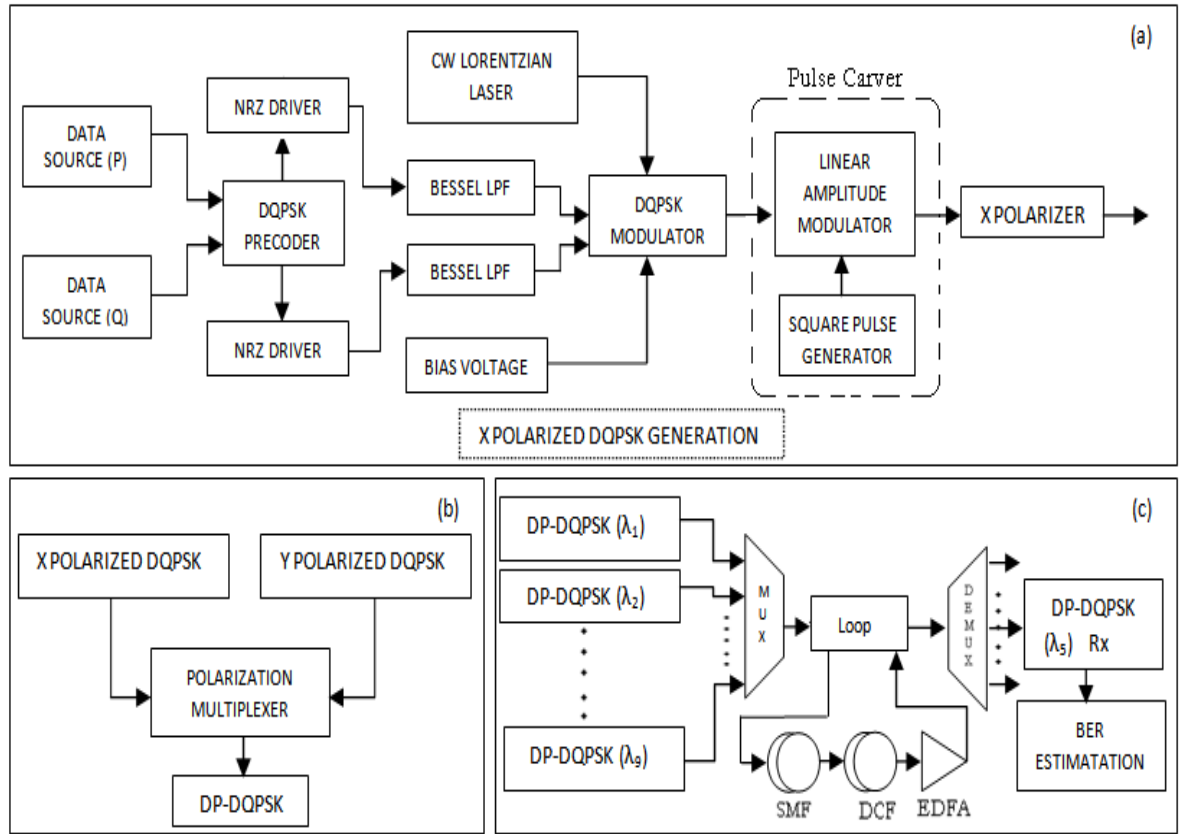 (a)
CW LORENTZIAN
LASER
Pulse Carver
NRZ DRIVER
DATA
SOURCE (P)
LINEAR
AMPLITUDE
MODULATOR
BESSEL LPF
DQPSK
PRECODER
DQPSK
MODULATOR
X POLARIZER
BESSEL LPF
DATA
SOURCE (Q)
SQUARE PULSE
GENERATOR
NRZ DRIVER
BIAS VOLTAGE
X POLARIZED DQPSK GENERATION
(b)
X POLARIZED DQPSK
Y POLARIZED DQPSK
POLARIZATION
MULTIPLEXER
DP-DQPSK
(c)
DP-DQPSK (λ₁)
DP-DQPSK (λ₂)
DP-DQPSK (λ₉)
MUX
Loop
DEMUX
DP-DQPSK
(λ₅) Rx
BER
ESTIMATATION
SMF
DCF
EDFA